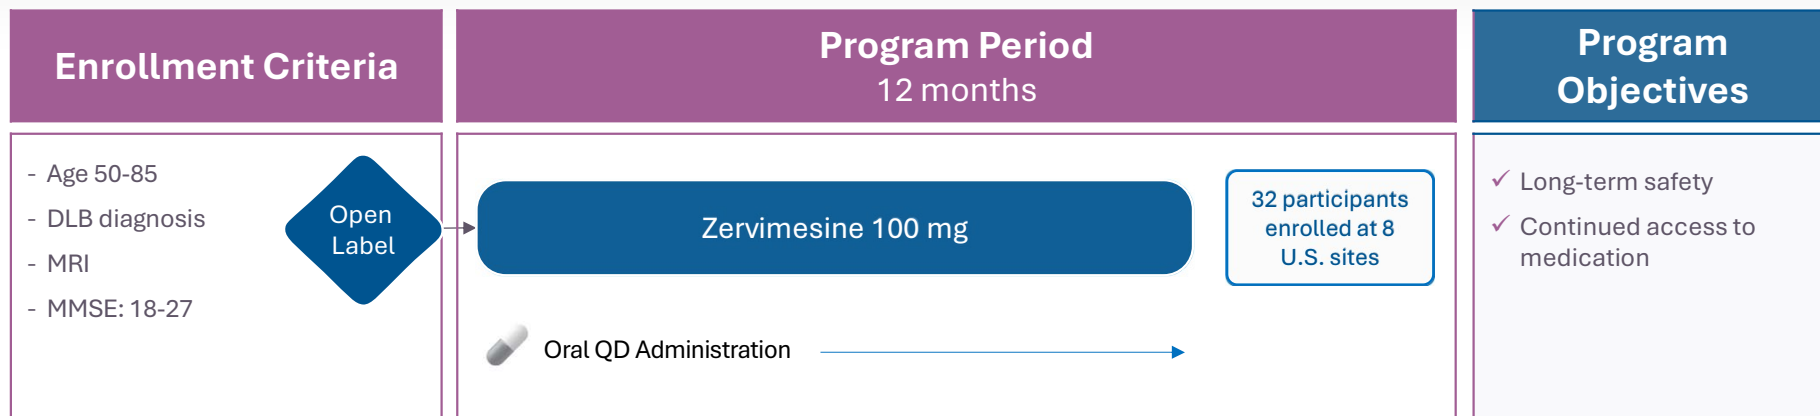 Enrollment Criteria
Program Period
12 months
Program
Objectives
- Age 50-85
- DLB diagnosis
- MRI
- MMSE: 18-27
Open
Label
Zervimesine 100 mg
32 participants
enrolled at 8
U.S. sites
Oral QD Administration
✓ Long-term safety
✓ Continued access to
medication